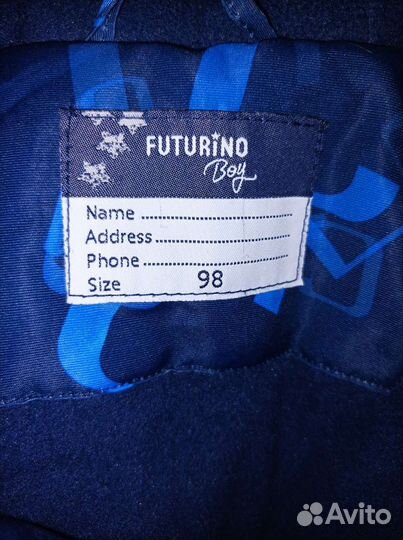 FUTURiNO
Boy
Name ..............................
Address ..........................
Phone ............................
Size 98
Avito